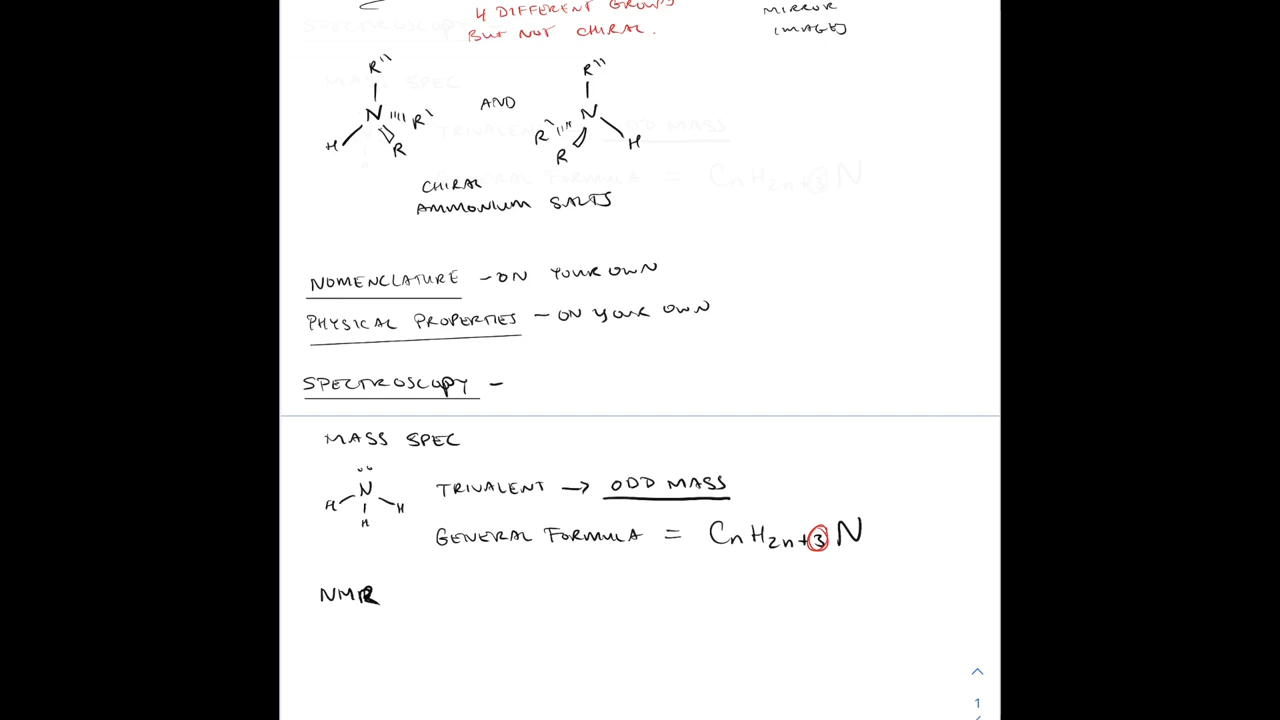 4 DIFFERENT GROUPS
BUT NOT CHIRAL.
MIRROR
IMAGES
R''
N
R'
H
R
AND
R''
N
R'
R
H
CHIRAL
AMMONIUM SALTS
NOMENCLATURE - ON YOUR OWN
PHYSICAL PROPERTIES - ON YOUR OWN
SPECTROSCOPY -
MASS SPEC
N
H
H
H
TRIVALENT → ODD MASS
GENERAL FORMULA = CnH2n+3N
NMR
1